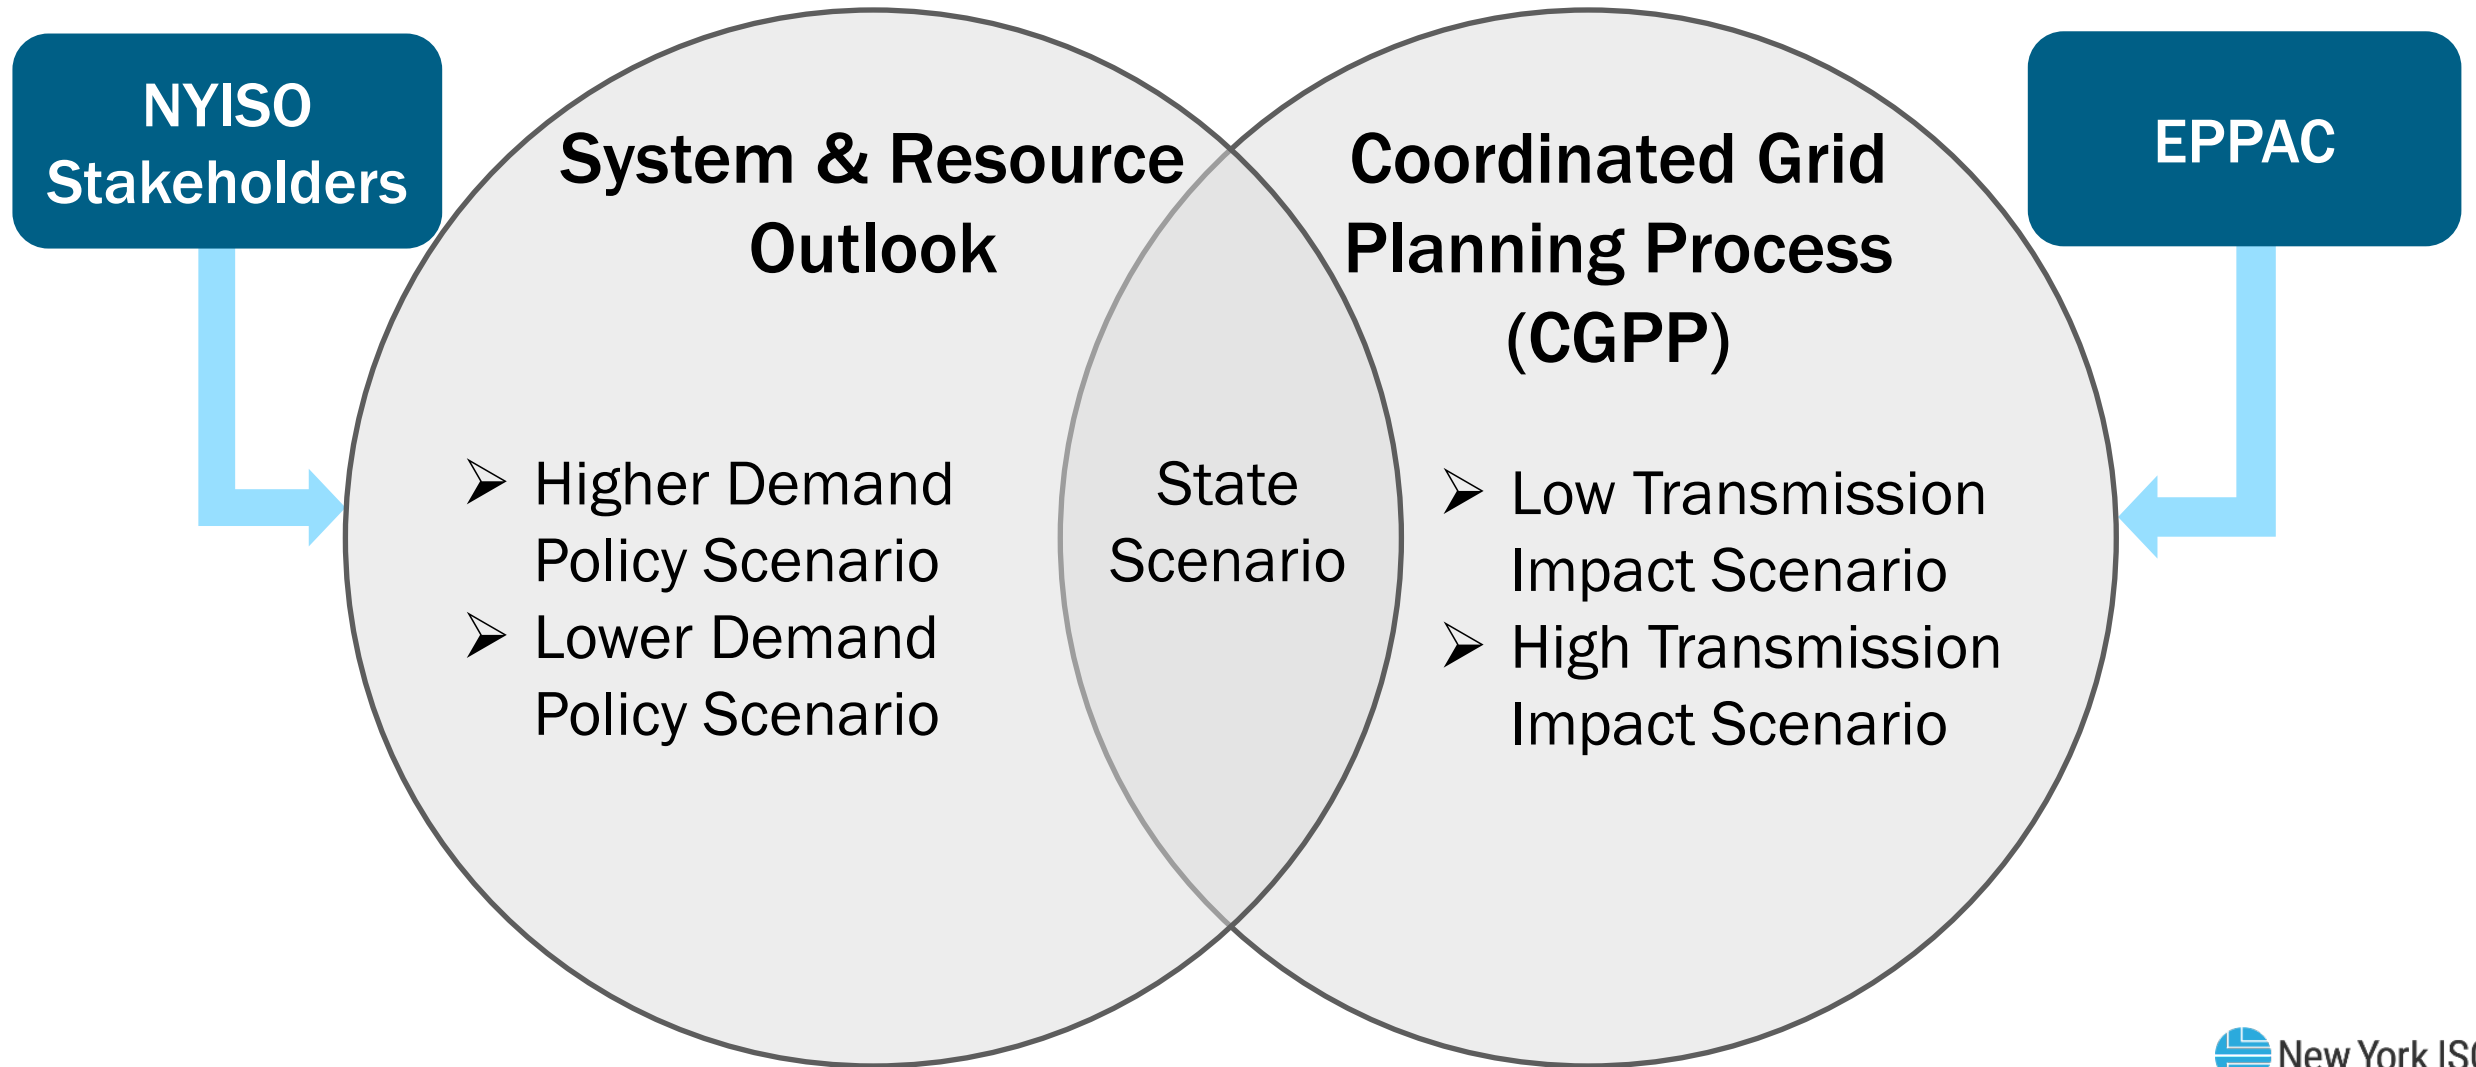 NYISO
Stakeholders
System & Resource
Outlook
➢ Higher Demand
Policy Scenario
➢ Lower Demand
Policy Scenario
State
Scenario
Coordinated Grid
Planning Process
(CGPP)
➢ Low Transmission
Impact Scenario
➢ High Transmission
Impact Scenario
EPPAC
New York ISO